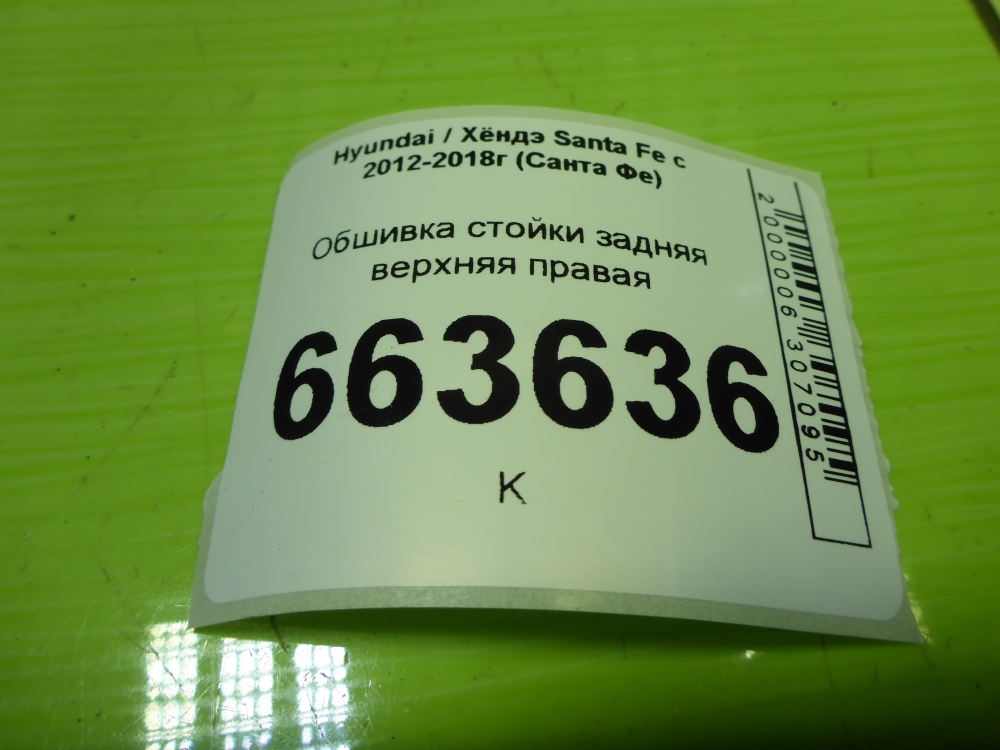 Hyundai / Хёндэ Santa Fe с
2012-2018г (Санта Фе)
Обшивка стойки задняя
верхняя правая
663636
К
2000006307095